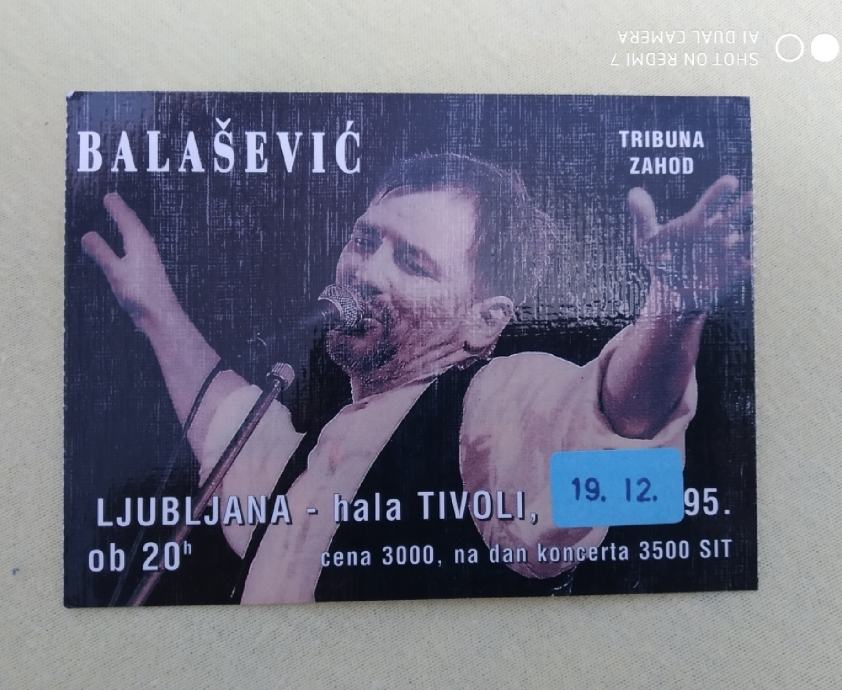 BALAŠEVIĆ
TRIBUNA
ZAHOD
LJUBLJANA - hala TIVOLI, 19. 12. 95.
ob 20h
cena 3000, na dan koncerta 3500 SIT
SHOT ON REDMI 7
AI DUAL CAMERA